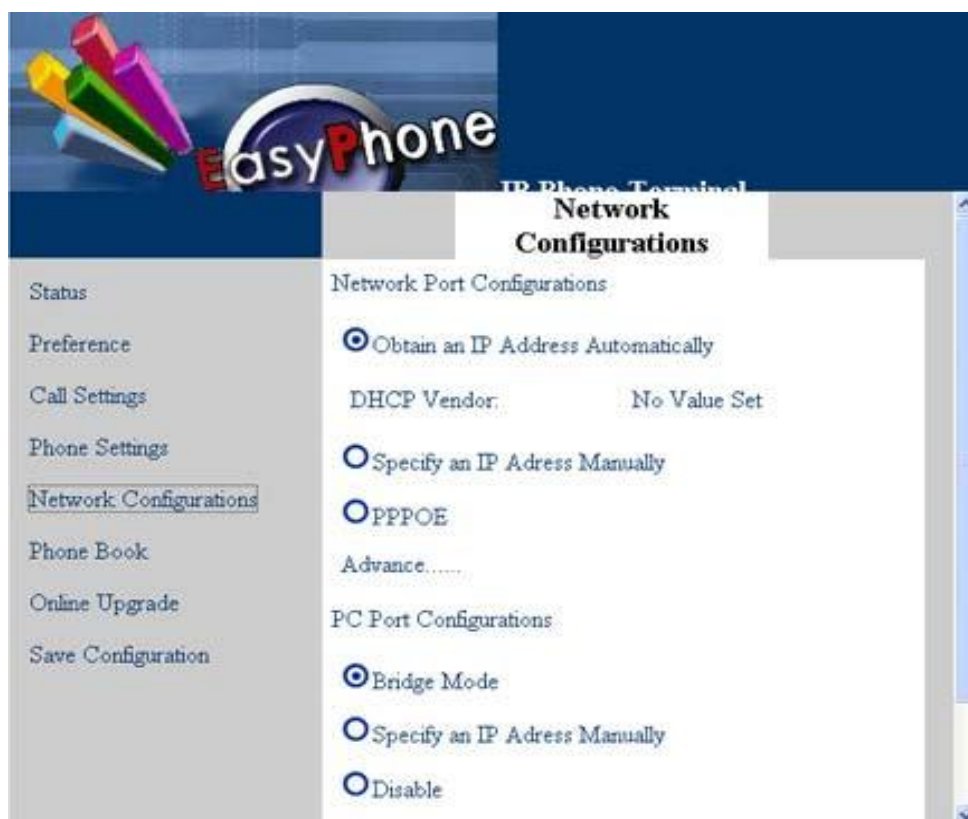 EasyPhone
IP Phone Terminal
Network
Configurations
Status
Preference
Call Settings
Phone Settings
Network Configurations
Phone Book
Online Upgrade
Save Configuration
Network Port Configurations
Obtain an IP Address Automatically
DHCP Vendor: No Value Set
Specify an IP Adress Manually
PPPOE
Advance......
PC Port Configurations
Bridge Mode
Specify an IP Adress Manually
Disable